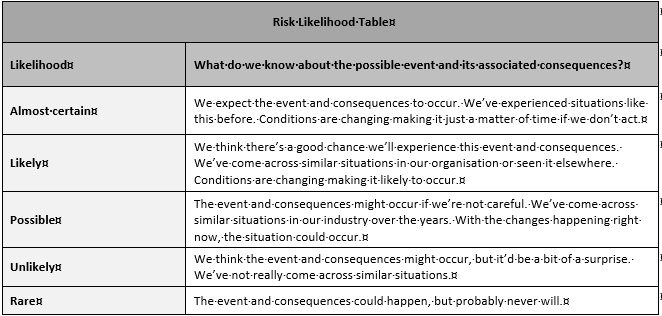 Risk Likelihood Table¤
Likelihood¤
What do we know about the possible event and its associated consequences?¤
Almost certain¤
We expect the event and consequences to occur. We've experienced situations like
this before. Conditions are changing making it just a matter of time if we don't act.¤
Likely¤
We think there's a good chance we'll experience this event and consequences.
We've come across similar situations in our organisation or seen it elsewhere.
Conditions are changing making it likely to occur.¤
Possible¤
The event and consequences might occur if we're not careful. We've come across
similar situations in our industry over the years. With the changes happening right
now, the situation could occur.¤
Unlikely¤
We think the event and consequences might occur, but it'd be a bit of a surprise.
We've not really come across similar situations.¤
Rare¤
The event and consequences could happen, but probably never will.¤